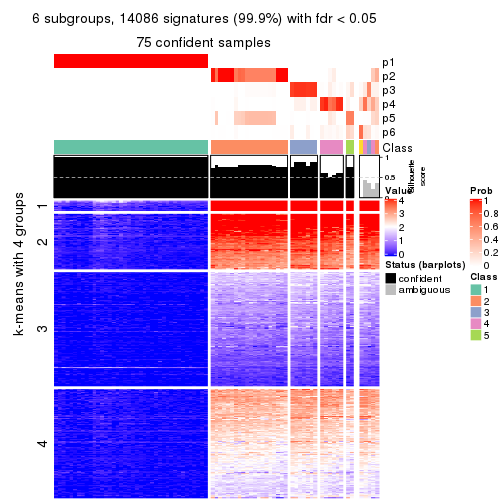 6 subgroups, 14086 signatures (99.9%) with fdr < 0.05
75 confident samples
p1
p2
p3
p4
p5
p6
Class
1
0.5
0
Silhouette
score
k-means with 4 groups
1
2
3
4
Value
4
3
2
1
0
Status (barplots)
confident
ambiguous
Prob
1
0.8
0.6
0.4
0.2
0
Class
1
2
3
4
5